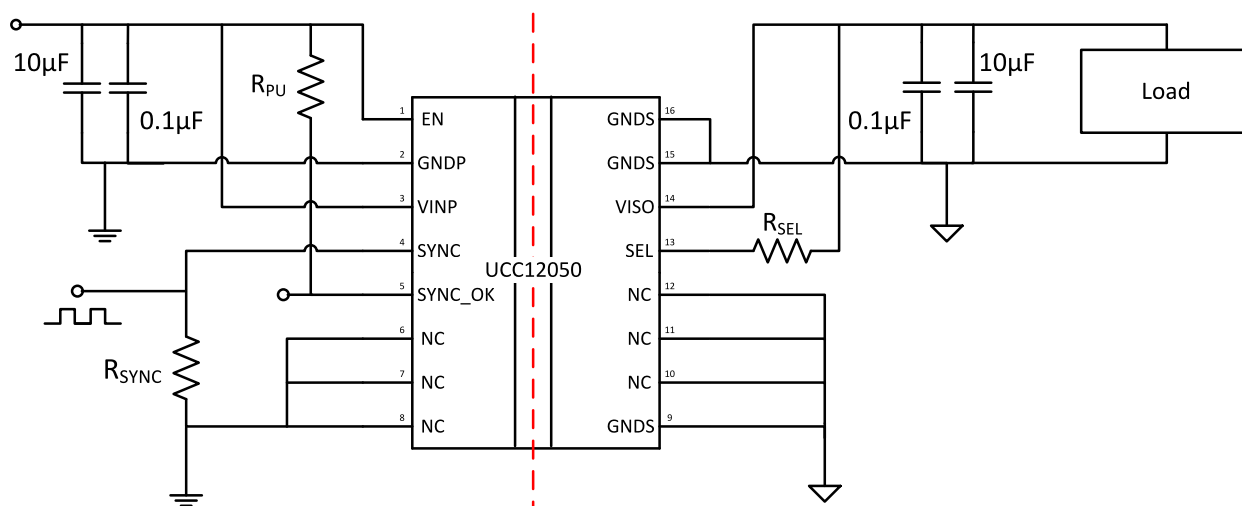 10µF
0.1µF
RPU
1 EN
2 GNDP
3 VINP
4 SYNC
5 SYNC_OK
6 NC
7 NC
8 NC
RSYNC
UCC12050
GNDS 16
GNDS 15
VISO 14
SEL 13
NC 12
NC 11
NC 10
GNDS 9
RSEL
0.1µF
10µF
Load